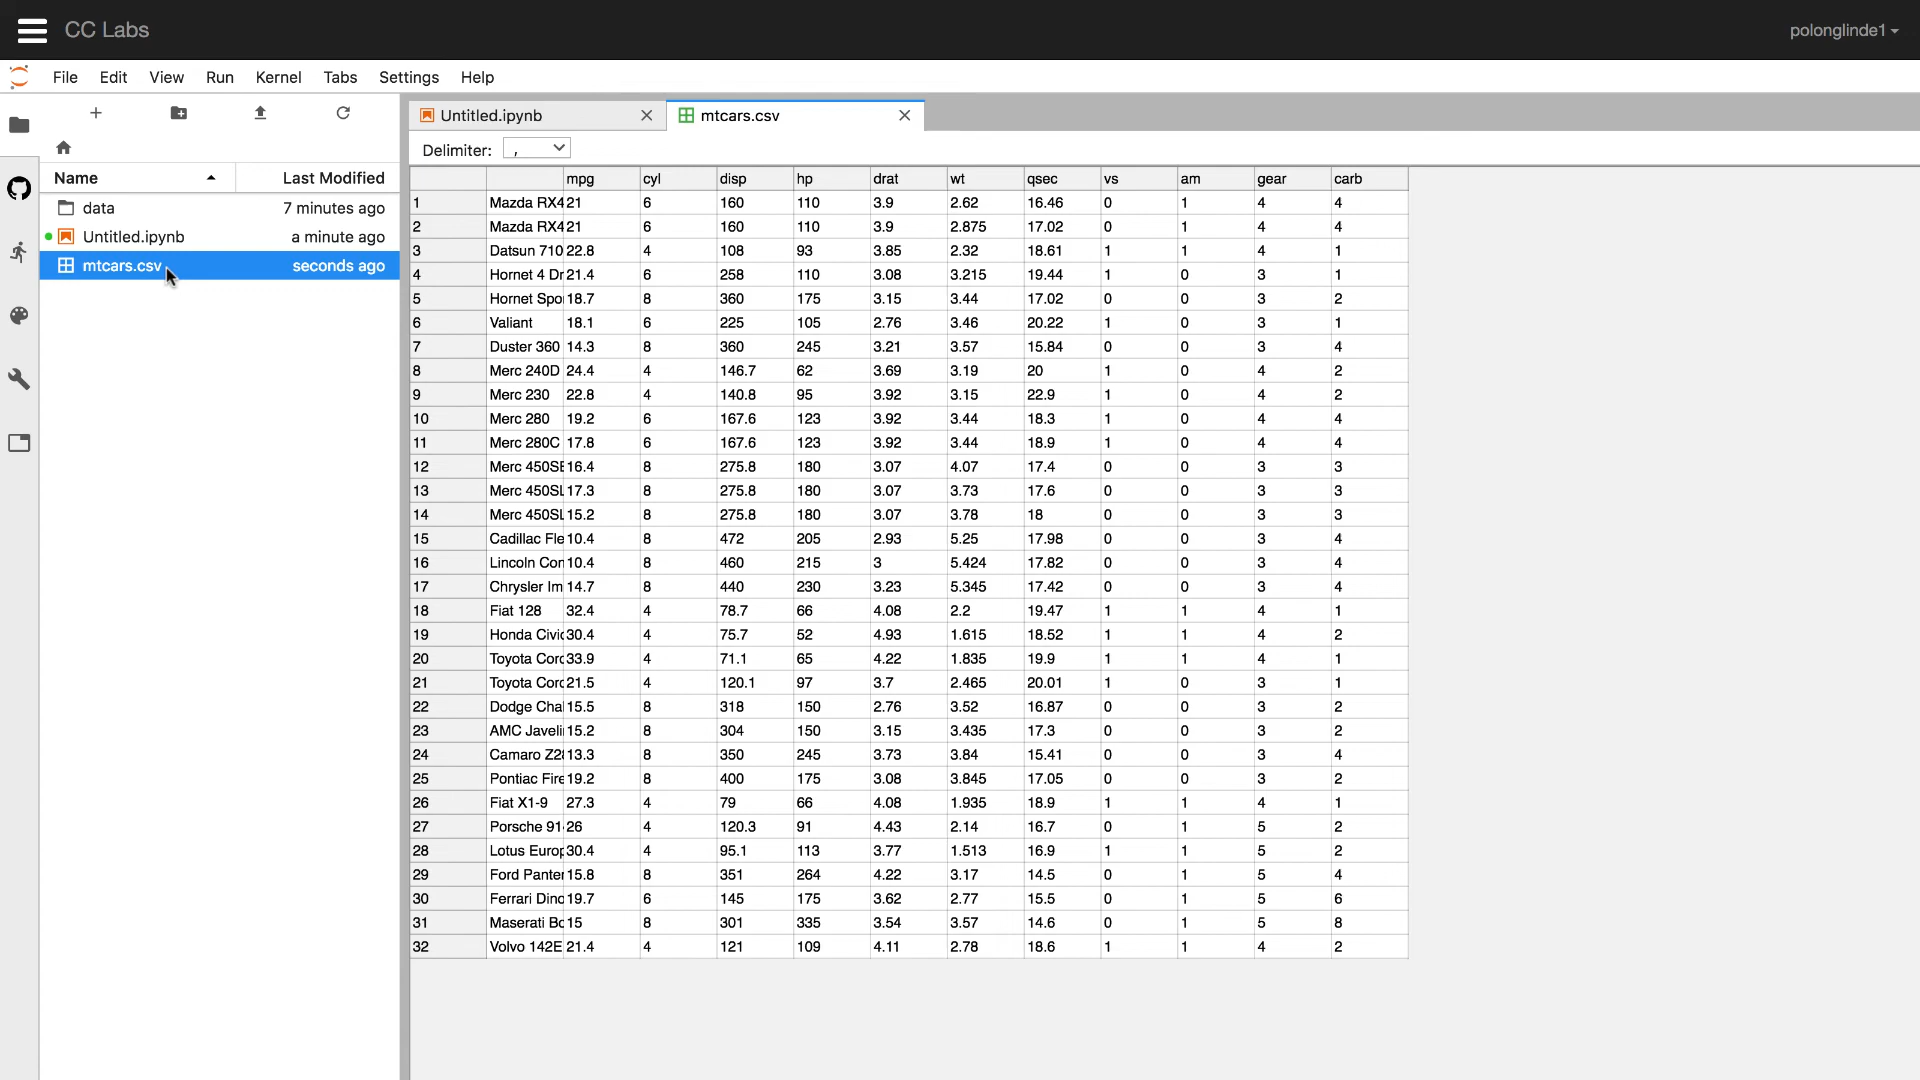 CC Labs
polonglinde1
File Edit View Run Kernel Tabs Settings Help
Untitled.ipynb
mtcars.csv
Delimiter: ,
Name Last Modified
data 7 minutes ago
Untitled.ipynb a minute ago
mtcars.csv seconds ago
mpg cyl disp hp drat wt qsec vs am gear carb
1 Mazda RX4 21 6 160 110 3.9 2.62 16.46 0 1 4 4
2 Mazda RX4 21 6 160 110 3.9 2.875 17.02 0 1 4 4
3 Datsun 710 22.8 4 108 93 3.85 2.32 18.61 1 1 4 1
4 Hornet 4 Dr 21.4 6 258 110 3.08 3.215 19.44 1 0 3 1
5 Hornet Spo 18.7 8 360 175 3.15 3.44 17.02 0 0 3 2
6 Valiant 18.1 6 225 105 2.76 3.46 20.22 1 0 3 1
7 Duster 360 14.3 8 360 245 3.21 3.57 15.84 0 0 3 4
8 Merc 240D 24.4 4 146.7 62 3.69 3.19 20 1 0 4 2
9 Merc 230 22.8 4 140.8 95 3.92 3.15 22.9 1 0 4 2
10 Merc 280 19.2 6 167.6 123 3.92 3.44 18.3 1 0 4 4
11 Merc 280C 17.8 6 167.6 123 3.92 3.44 18.9 1 0 4 4
12 Merc 450SE 16.4 8 275.8 180 3.07 4.07 17.4 0 0 3 3
13 Merc 450SL 17.3 8 275.8 180 3.07 3.73 17.6 0 0 3 3
14 Merc 450SL 15.2 8 275.8 180 3.07 3.78 18 0 0 3 3
15 Cadillac Fle 10.4 8 472 205 2.93 5.25 17.98 0 0 3 4
16 Lincoln Con 10.4 8 460 215 3 5.424 17.82 0 0 3 4
17 Chrysler Im 14.7 8 440 230 3.23 5.345 17.42 0 0 3 4
18 Fiat 128 32.4 4 78.7 66 4.08 2.2 19.47 1 1 4 1
19 Honda Civic 30.4 4 75.7 52 4.93 1.615 18.52 1 1 4 2
20 Toyota Coro 33.9 4 71.1 65 4.22 1.835 19.9 1 1 4 1
21 Toyota Coro 21.5 4 120.1 97 3.7 2.465 20.01 1 0 3 1
22 Dodge Chal 15.5 8 318 150 2.76 3.52 16.87 0 0 3 2
23 AMC Javeli 15.2 8 304 150 3.15 3.435 17.3 0 0 3 2
24 Camaro Z28 13.3 8 350 245 3.73 3.84 15.41 0 0 3 4
25 Pontiac Fire 19.2 8 400 175 3.08 3.845 17.05 0 0 3 2
26 Fiat X1-9 27.3 4 79 66 4.08 1.935 18.9 1 1 4 1
27 Porsche 91 26 4 120.3 91 4.43 2.14 16.7 0 1 5 2
28 Lotus Europ 30.4 4 95.1 113 3.77 1.513 16.9 1 1 5 2
29 Ford Panter 15.8 8 351 264 4.22 3.17 14.5 0 1 5 4
30 Ferrari Dino 19.7 6 145 175 3.62 2.77 15.5 0 1 5 6
31 Maserati Bo 15 8 301 335 3.54 3.57 14.6 0 1 5 8
32 Volvo 142E 21.4 4 121 109 4.11 2.78 18.6 1 1 4 2